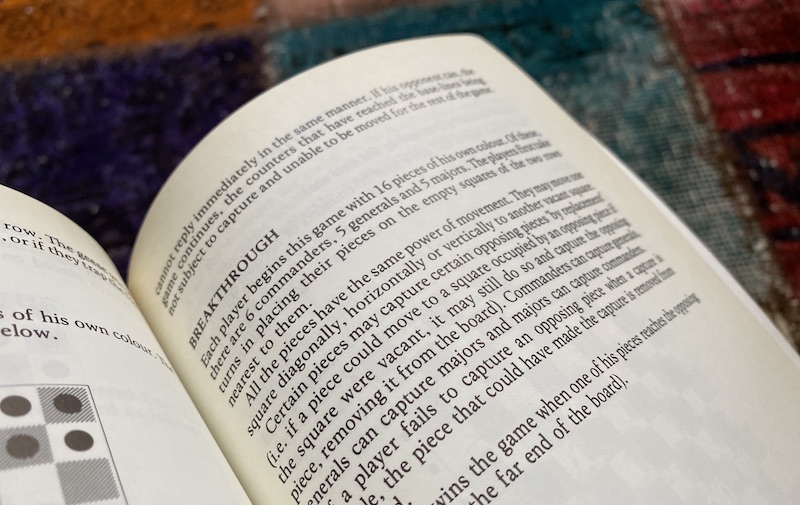 row. The game
, or if they trap
s of his own colour.
below.
cannot reply immediately in the same manner. If his opponent can, the
game continues, the counters that have reached the base-lines being
not subject to capture and unable to be moved for the rest of the game.
BREAKTHROUGH
Each player begins this game with 16 pieces of his own colour. Of these,
there are 6 commanders, 5 generals and 5 majors. The players first take
turns in placing their pieces on the empty squares of the two rows
nearest to them.
All the pieces have the same power of movement. They may move one
square diagonally, horizontally or vertically to another vacant square.
Certain pieces may capture certain opposing pieces 'by replacement'
(i.e. if a piece could move to a square occupied by an opposing piece if
the square were vacant, it may still do so and capture the opposing
piece, removing it from the board). Commanders can capture generals,
enerals can capture majors and majors can capture commanders.
f a player fails to capture an opposing piece when a capture is
le, the piece that could have made the capture is removed from
d.
wins the game when one of his pieces reaches the opposing
the far end of the board).